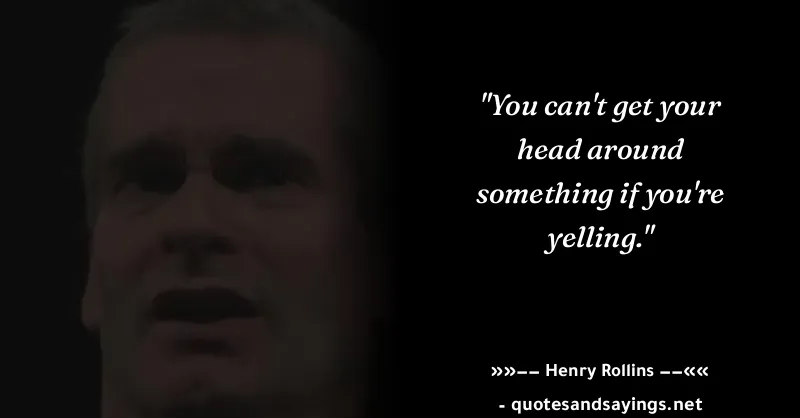 "You can't get your
head around
something if you're
yelling."
»»–– Henry Rollins ––««
- quotesandsayings.net